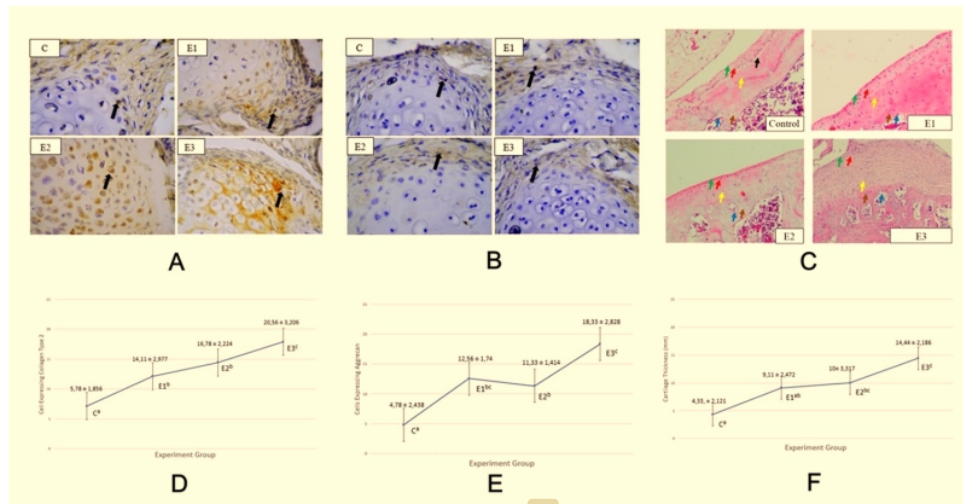 C
E1
E2
E3
A
C
E1
E2
E3
B
Control
E1
E2
E3
C
Cell Expressing Collagen Type 2
5,78 ± 1,856
14,11 ± 2,977
16,78 ± 2,224
20,56 ± 3,206
Cᵃ
E1ᵇ
E2ᵇ
E3ᶜ
Experiment Group
D
Cells Expressing Aggrecan
4,78 ± 2,438
12,56 ± 1,74
11,33 ± 1,414
18,33 ± 2,828
Cᵃ
E1ᵇᶜ
E2ᵇ
E3ᶜ
Experiment Group
E
Cartilage Thickness (mm)
4,33, ± 2,121
9,11 ± 2,472
10± 3,317
14,44 ± 2,186
Cᵃ
E1ᵃᵇ
E2ᵇᶜ
E3ᶜ
Experiment Group
F